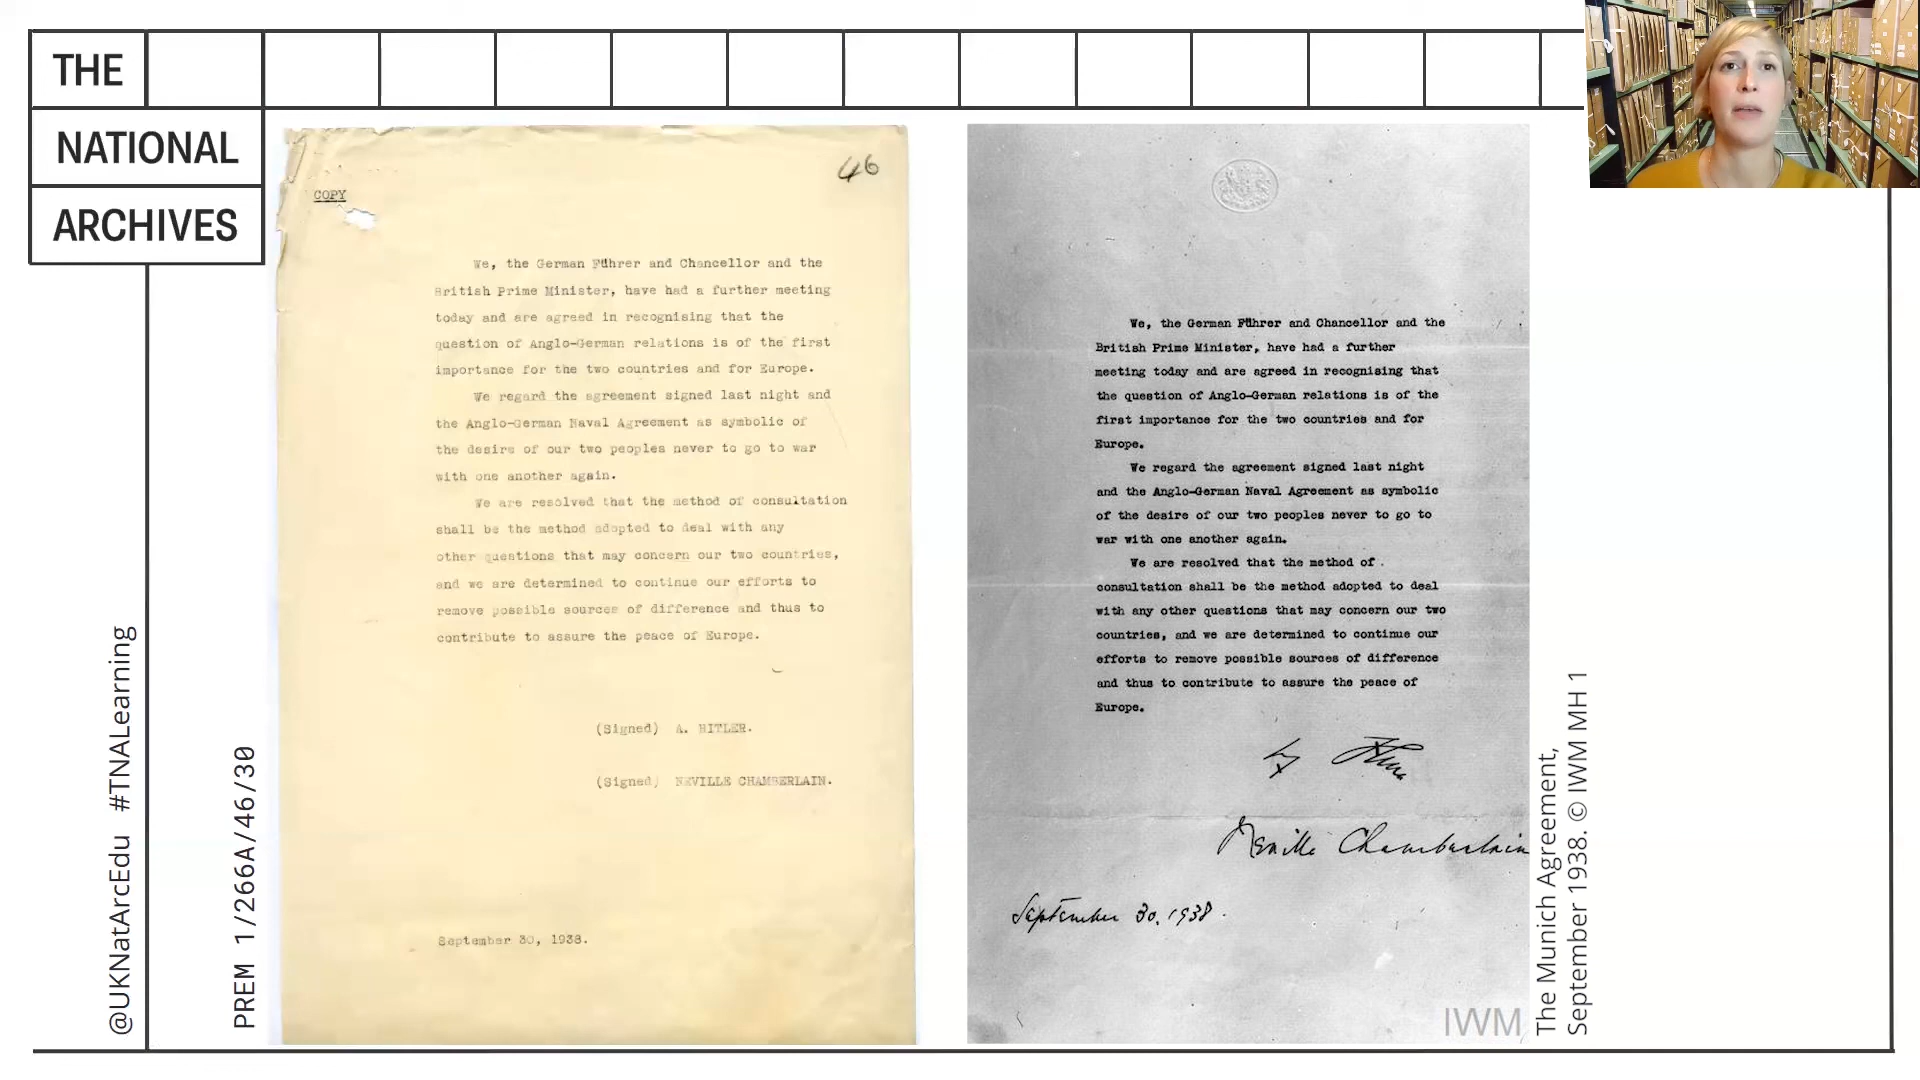 THE
NATIONAL
ARCHIVES
@UKNatArcEdu #TNALearning
PREM 1/266A/46/30
46
COPY
We, the German Führer and Chancellor and the
British Prime Minister, have had a further meeting
today and are agreed in recognising that the
question of Anglo-German relations is of the first
importance for the two countries and for Europe.
We regard the agreement signed last night and
the Anglo-German Naval Agreement as symbolic of
the desire of our two peoples never to go to war
with one another again.
We are resolved that the method of consultation
shall be the method adopted to deal with any
other questions that may concern our two countries,
and we are determined to continue our efforts to
remove possible sources of difference and thus to
contribute to assure the peace of Europe.
(Signed) A. HITLER.
(Signed) NEVILLE CHAMBERLAIN.
September 30, 1938.
We, the German Führer and Chancellor and the
British Prime Minister, have had a further
meeting today and are agreed in recognising that
the question of Anglo-German relations is of the
first importance for the two countries and for
Europe.
We regard the agreement signed last night
and the Anglo-German Naval Agreement as symbolic
of the desire of our two peoples never to go to
war with one another again.
We are resolved that the method of
consultation shall be the method adopted to deal
with any other questions that may concern our two
countries, and we are determined to continue our
efforts to remove possible sources of difference
and thus to contribute to assure the peace of
Europe.
Neville Chamberlain
September 30, 1938.
IWM
The Munich Agreement,
September 1938. © IWM MH 1